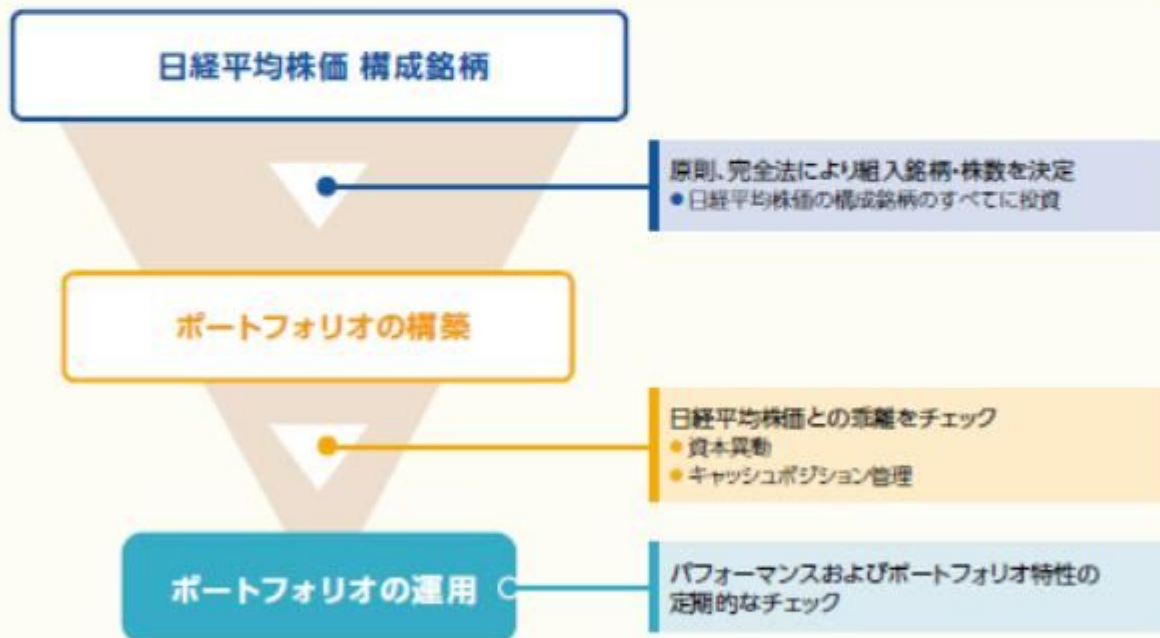 日経平均株価 構成銘柄
原則、完全法により組入銘柄・株数を決定
●日経平均株価の構成銘柄のすべてに投資
ポートフォリオの構築
日経平均株価との乖離をチェック
●資本異動
●キャッシュポジション管理
ポートフォリオの運用
パフォーマンスおよびポートフォリオ特性の
定期的なチェック